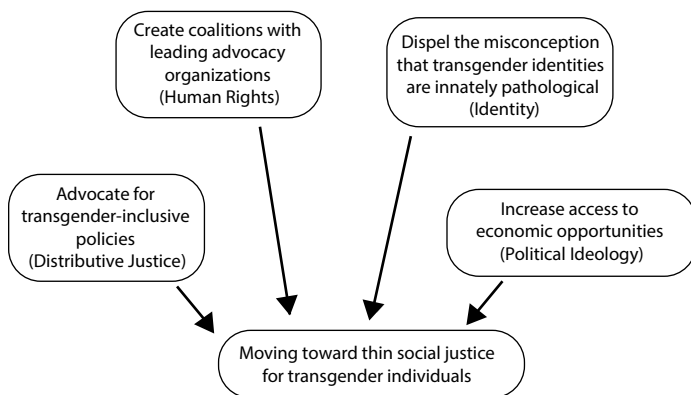 Create coalitions with
leading advocacy
organizations
(Human Rights)
Dispel the misconception
that transgender identities
are innately pathological
(Identity)
Advocate for
transgender-inclusive
policies
(Distributive Justice)
Increase access to
economic opportunities
(Political Ideology)
Moving toward thin social justice
for transgender individuals